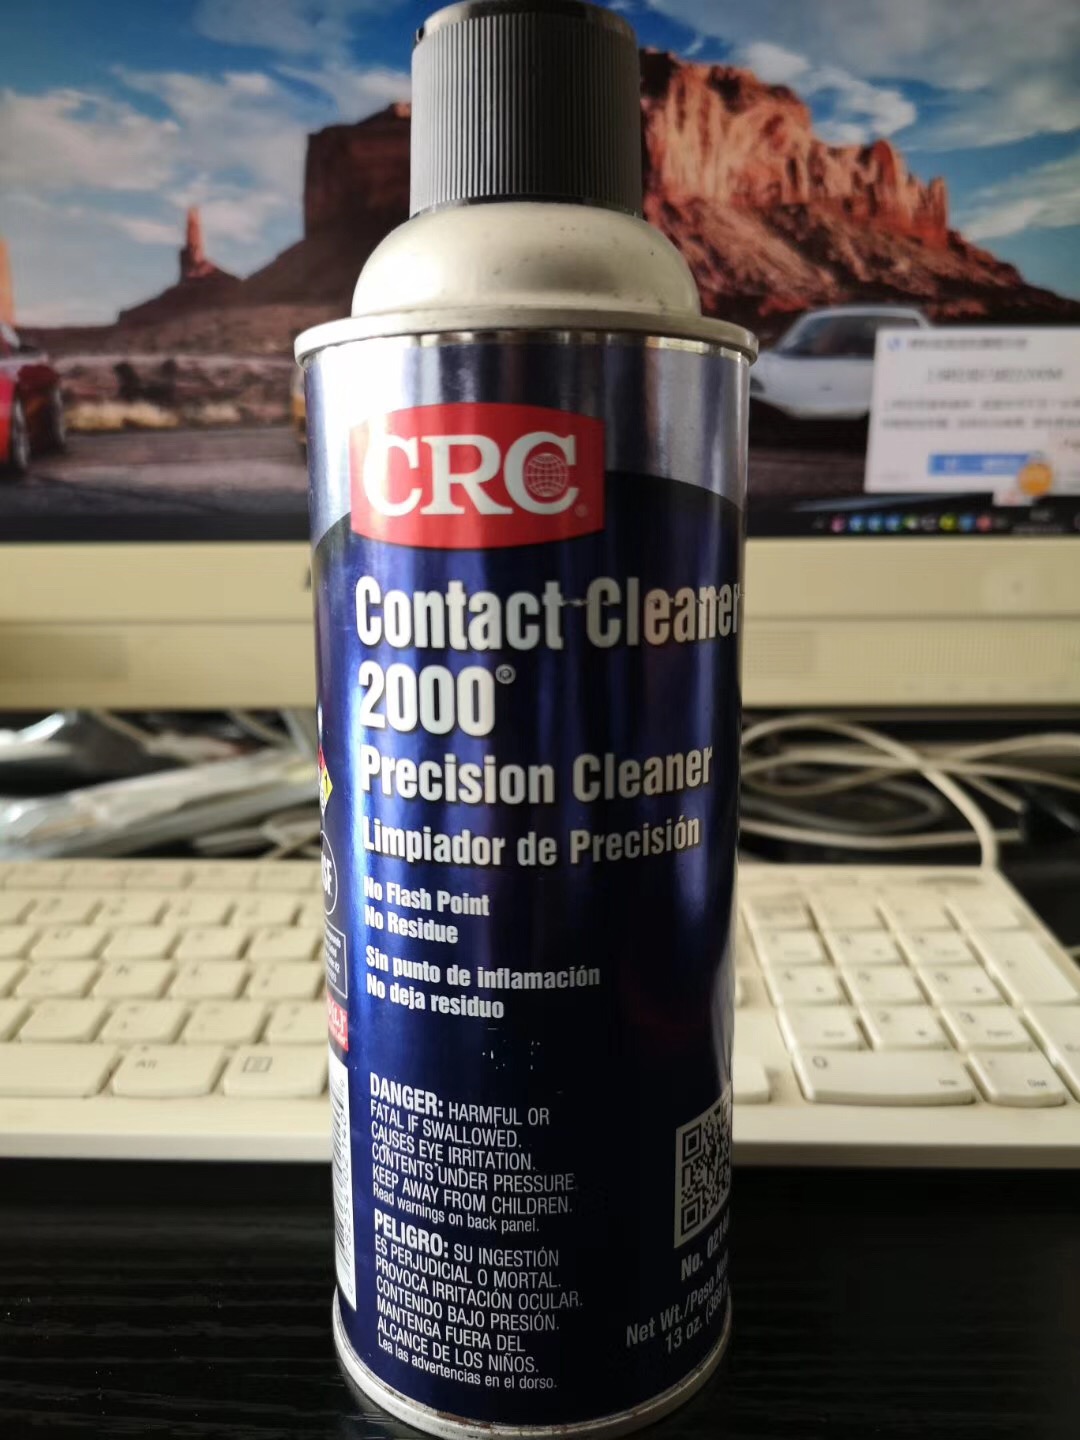 CRC
Contact Cleaner
2000®
Precision Cleaner
Limpiador de Precisión
No Flash Point
No Residue
Sin punto de inflamación
No deja residuo
DANGER: HARMFUL OR
FATAL IF SWALLOWED.
CAUSES EYE IRRITATION.
CONTENTS UNDER PRESSURE.
KEEP AWAY FROM CHILDREN.
Read warnings on back panel.
PELIGRO: SU INGESTIÓN
ES PERJUDICIAL O MORTAL.
PROVOCA IRRITACIÓN OCULAR.
CONTENIDO BAJO PRESIÓN.
MANTENGA FUERA DEL
ALCANCE DE LOS NIÑOS.
Lea las advertencias en el dorso.
No.
Net Wt./Peso
13 oz.
Alt
0